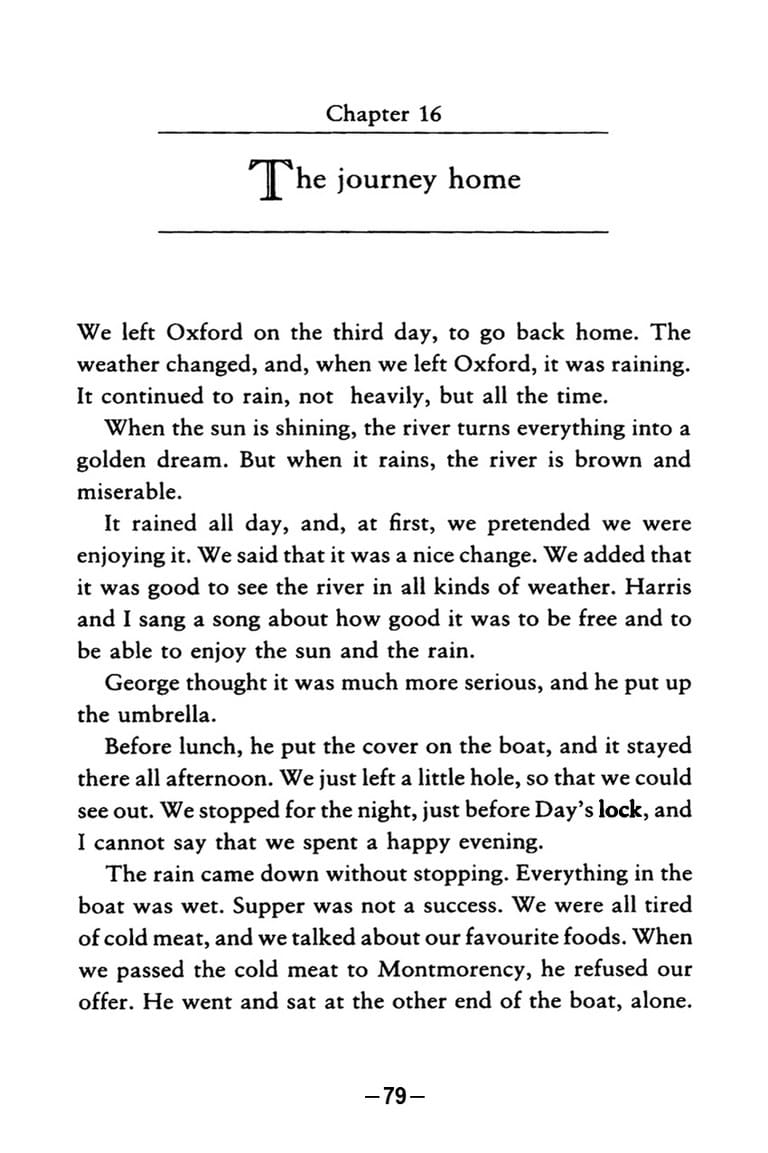 Chapter 16
The journey home
We left Oxford on the third day, to go back home. The
weather changed, and, when we left Oxford, it was raining.
It continued to rain, not heavily, but all the time.
When the sun is shining, the river turns everything into a
golden dream. But when it rains, the river is brown and
miserable.
It rained all day, and, at first, we pretended we were
enjoying it. We said that it was a nice change. We added that
it was good to see the river in all kinds of weather. Harris
and I sang a song about how good it was to be free and to
be able to enjoy the sun and the rain.
George thought it was much more serious, and he put up
the umbrella.
Before lunch, he put the cover on the boat, and it stayed
there all afternoon. We just left a little hole, so that we could
see out. We stopped for the night, just before Day's lock, and
I cannot say that we spent a happy evening.
The rain came down without stopping. Everything in the
boat was wet. Supper was not a success. We were all tired
of cold meat, and we talked about our favourite foods. When
we passed the cold meat to Montmorency, he refused our
offer. He went and sat at the other end of the boat, alone.
–79–